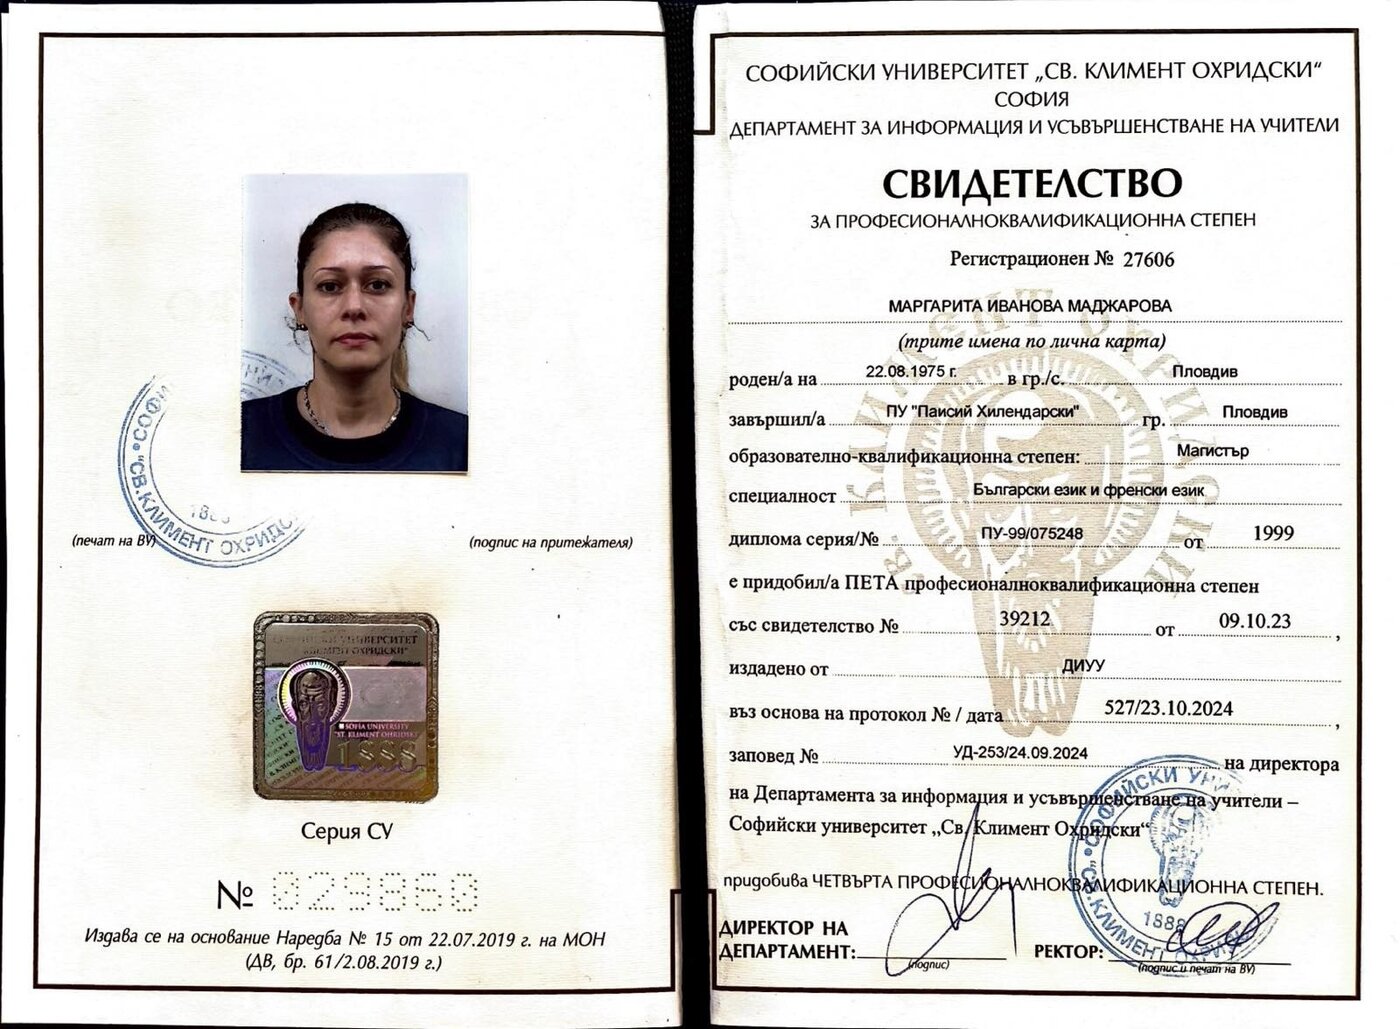 (печат на ВУ)
(подпис на притежателя)
СОФИЙСКИ УНИВЕРСИТЕТ
"СВ. КЛИМЕНТ ОХРИДСКИ"
SOFIA UNIVERSITY
"ST. KLIMENT OHRIDSKI"
1888
Серия СУ
№ 029860
Издава се на основание Наредба № 15 от 22.07.2019 г. на МОН
(ДВ, бр. 61/2.08.2019 г.)
СОФИЙСКИ УНИВЕРСИТЕТ „СВ. КЛИМЕНТ ОХРИДСКИ“
СОФИЯ
ДЕПАРТАМЕНТ ЗА ИНФОРМАЦИЯ И УСЪВЪРШЕНСТВАНЕ НА УЧИТЕЛИ
СВИДЕТЕЛСТВО
ЗА ПРОФЕСИОНАЛНОКВАЛИФИКАЦИОННА СТЕПЕН
Регистрационен № 27606
МАРГАРИТА ИВАНОВА МАДЖАРОВА
(трите имена по лична карта)
роден/а на 22.08.1975 г. в гр./с. Пловдив
завършил/а ПУ "Паисий Хилендарски" гр. Пловдив
образователно-квалификационна степен: Магистър
специалност Български език и френски език
диплома серия/№ ПУ-99/075248 от 1999
е придобил/а ПЕТА професионалноквалификационна степен
със свидетелство № 39212 от 09.10.23 ,
издадено от ДИУУ
въз основа на протокол № / дата 527/23.10.2024 ,
заповед № УД-253/24.09.2024 на директора
на Департамента за информация и усъвършенстване на учители –
Софийски университет „Св. Климент Охридски“
придобива ЧЕТВЪРТА ПРОФЕСИОНАЛНОКВАЛИФИКАЦИОННА СТЕПЕН.
ДИРЕКТОР НА
ДЕПАРТАМЕНТ:
(подпис)
РЕКТОР:
(подпис и печат на ВУ)